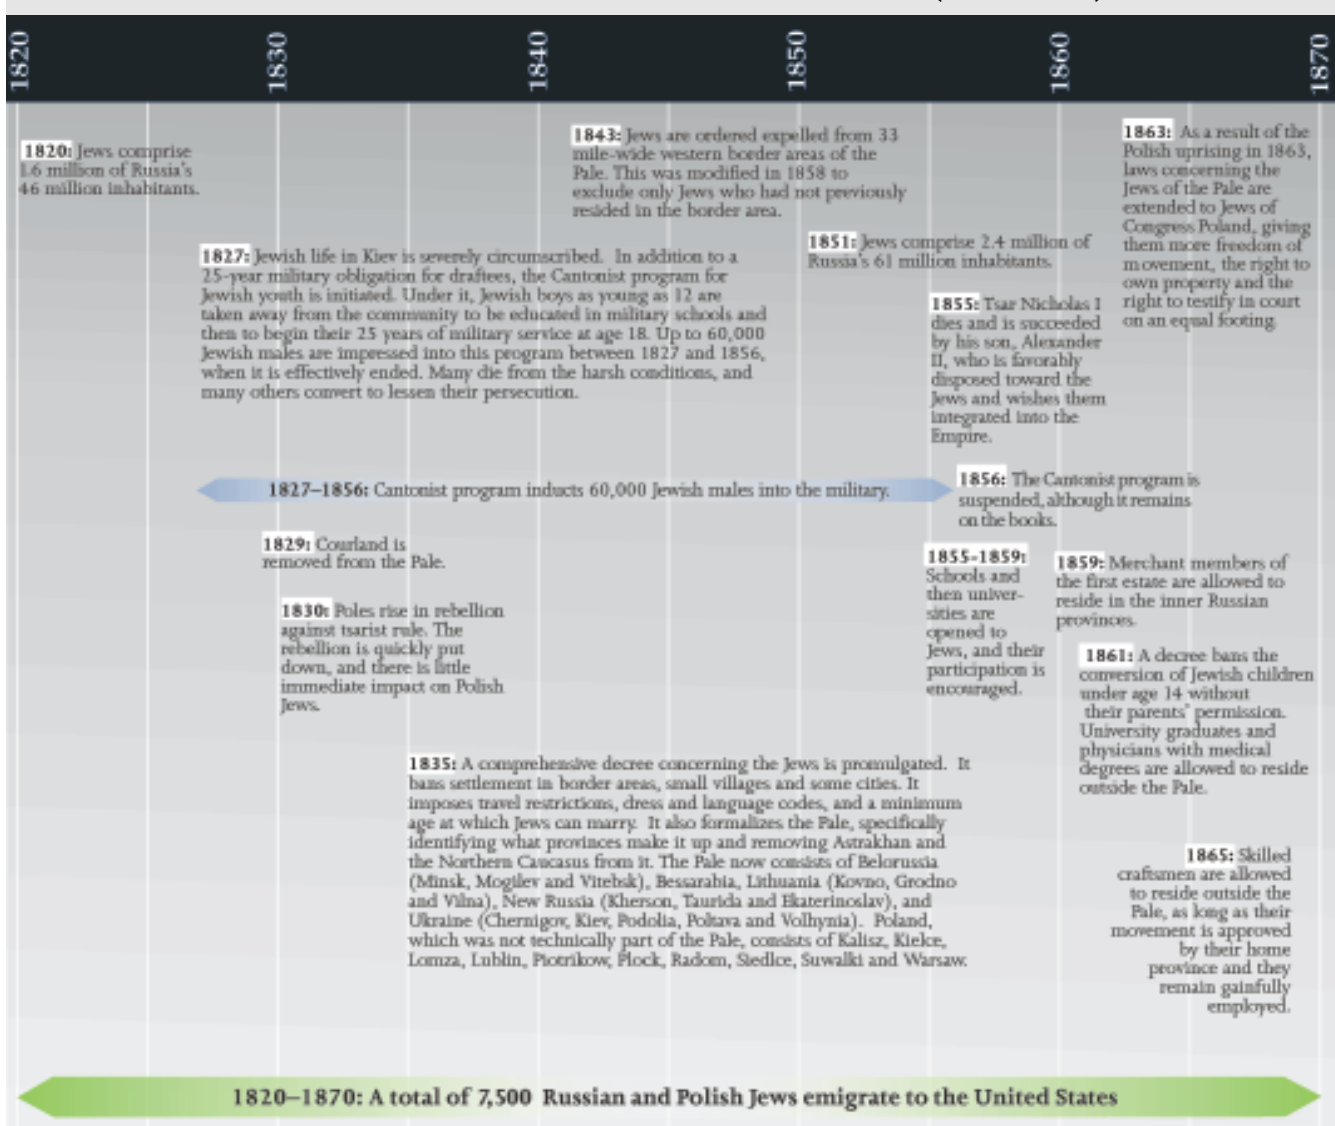 1820
1830
1840
1850
1860
1870
1820: Jews comprise
1.6 million of Russia's
46 million inhabitants.
1843: Jews are ordered expelled from 33
mile-wide western border areas of the
Pale. This was modified in 1858 to
exclude only Jews who had not previously
resided in the border area.
1863: As a result of the
Polish uprising in 1863,
laws concerning the
Jews of the Pale are
extended to Jews of
Congress Poland, giving
them more freedom of
movement, the right to
own property and the
right to testify in court
on an equal footing.
1827: Jewish life in Kiev is severely circumscribed. In addition to a
25-year military obligation for draftees, the Cantonist program for
Jewish youth is initiated. Under it, Jewish boys as young as 12 are
taken away from the community to be educated in military schools and
then to begin their 25 years of military service at age 18. Up to 60,000
Jewish males are impressed into this program between 1827 and 1856,
when it is effectively ended. Many die from the harsh conditions, and
many others convert to lessen their persecution.
1851: Jews comprise 2.4 million of
Russia's 61 million inhabitants.
1855: Tsar Nicholas I
dies and is succeeded
by his son, Alexander
II, who is favorably
disposed toward the
Jews and wishes them
integrated into the
Empire.
1827–1856: Cantonist program inducts 60,000 Jewish males into the military.
1856: The Cantonist program is
suspended, although it remains
on the books.
1829: Courland is
removed from the Pale.
1830: Poles rise in rebellion
against tsarist rule. The
rebellion is quickly put
down, and there is little
immediate impact on Polish
Jews.
1855-1859:
Schools and
then univer-
sities are
opened to
Jews, and their
participation is
encouraged.
1859: Merchant members of
the first estate are allowed to
reside in the inner Russian
provinces.
1861: A decree bans the
conversion of Jewish children
under age 14 without
their parents' permission.
University graduates and
physicians with medical
degrees are allowed to reside
outside the Pale.
1835: A comprehensive decree concerning the Jews is promulgated. It
bans settlement in border areas, small villages and some cities. It
imposes travel restrictions, dress and language codes, and a minimum
age at which Jews can marry. It also formalizes the Pale, specifically
identifying what provinces make it up and removing Astrakhan and
the Northern Caucasus from it. The Pale now consists of Belorussia
(Minsk, Mogilev and Vitebsk), Bessarabia, Lithuania (Kovno, Grodno
and Vilna), New Russia (Kherson, Taurida and Ekaterinoslav), and
Ukraine (Chernigov, Kiev, Podolia, Poltava and Volhynia). Poland,
which was not technically part of the Pale, consists of Kalisz, Kielce,
Lomza, Lublin, Piotrikow, Plock, Radom, Siedlce, Suwalki and Warsaw.
1865: Skilled
craftsmen are allowed
to reside outside the
Pale, as long as their
movement is approved
by their home
province and they
remain gainfully
employed.
1820–1870: A total of 7,500 Russian and Polish Jews emigrate to the United States